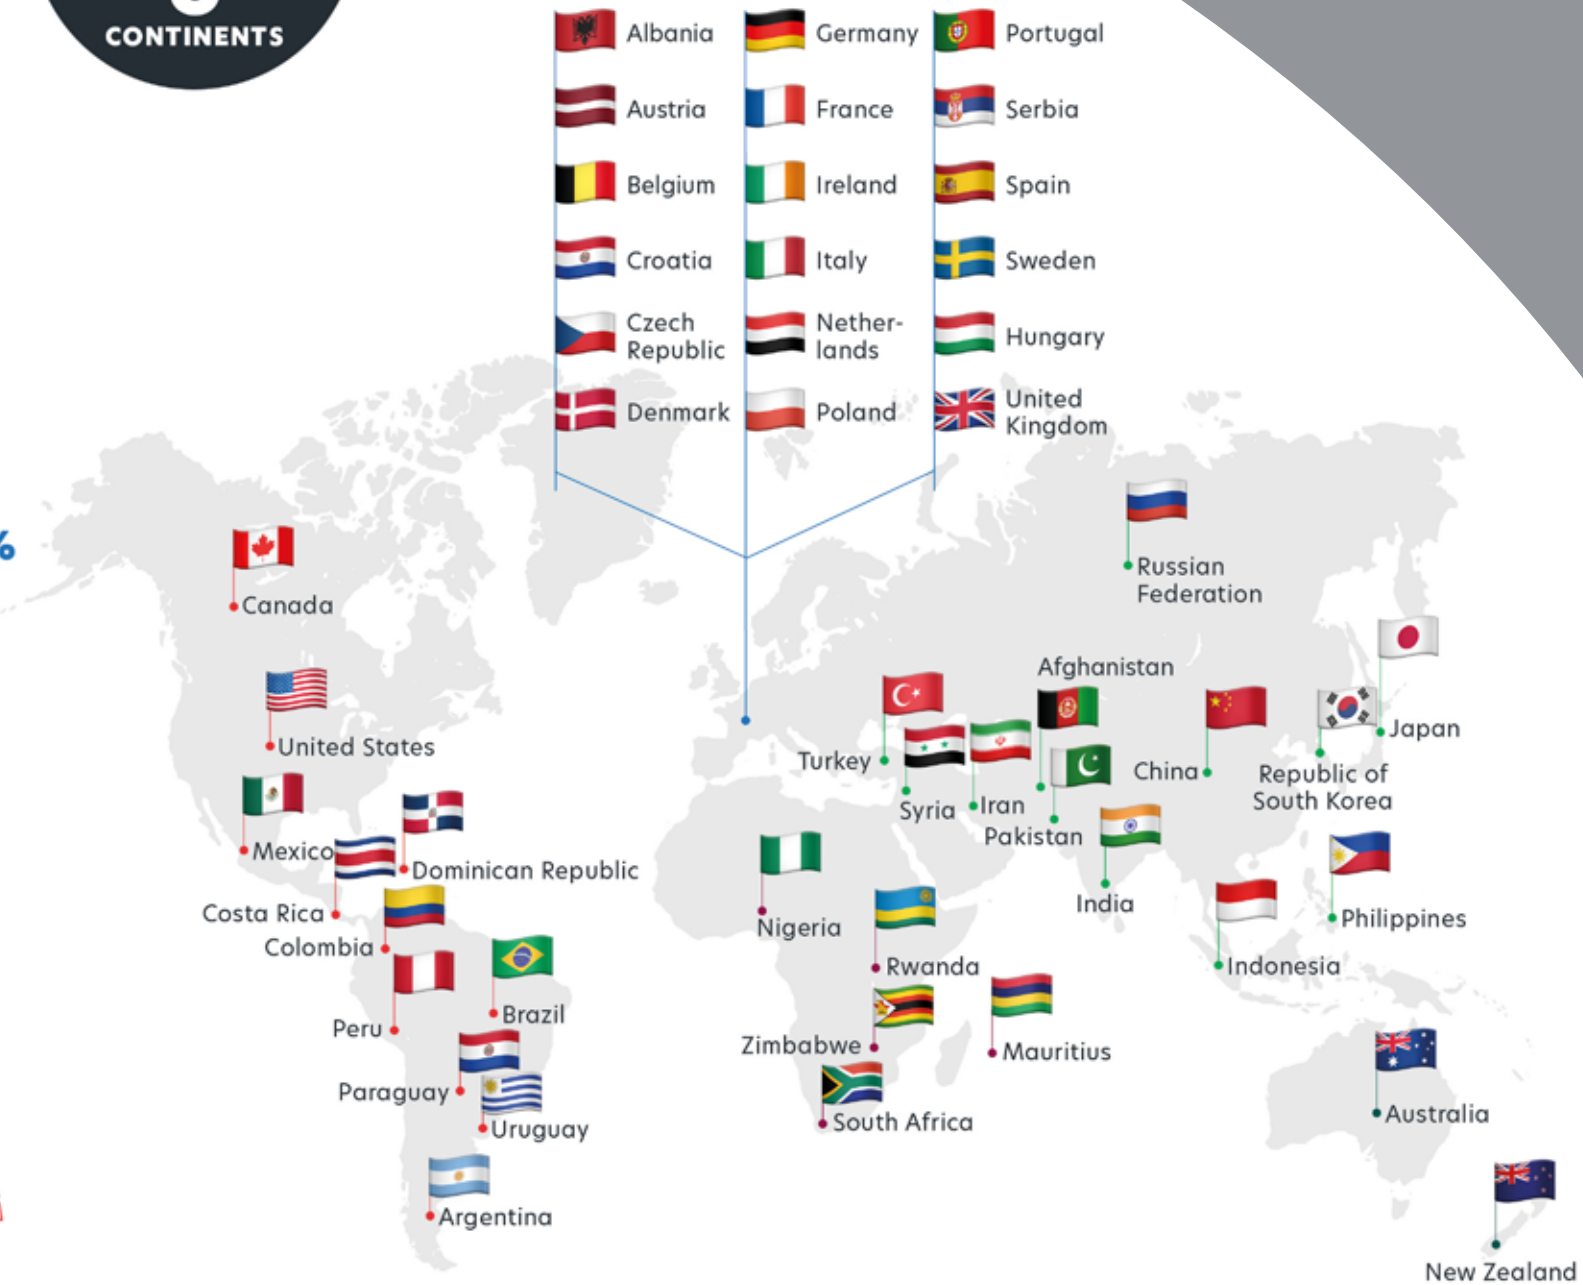 CONTINENTS
Albania
Austria
Belgium
Croatia
Czech
Republic
Denmark
Germany
France
Ireland
Italy
Nether-
lands
Poland
Portugal
Serbia
Spain
Sweden
Hungary
United
Kingdom
%
Canada
United States
Mexico
Dominican Republic
Costa Rica
Colombia
Peru
Brazil
Paraguay
Uruguay
Argentina
Russian
Federation
Afghanistan
Turkey
Syria
Iran
Pakistan
India
China
Republic of
South Korea
Japan
Philippines
Indonesia
Nigeria
Rwanda
Zimbabwe
Mauritius
South Africa
Australia
New Zealand